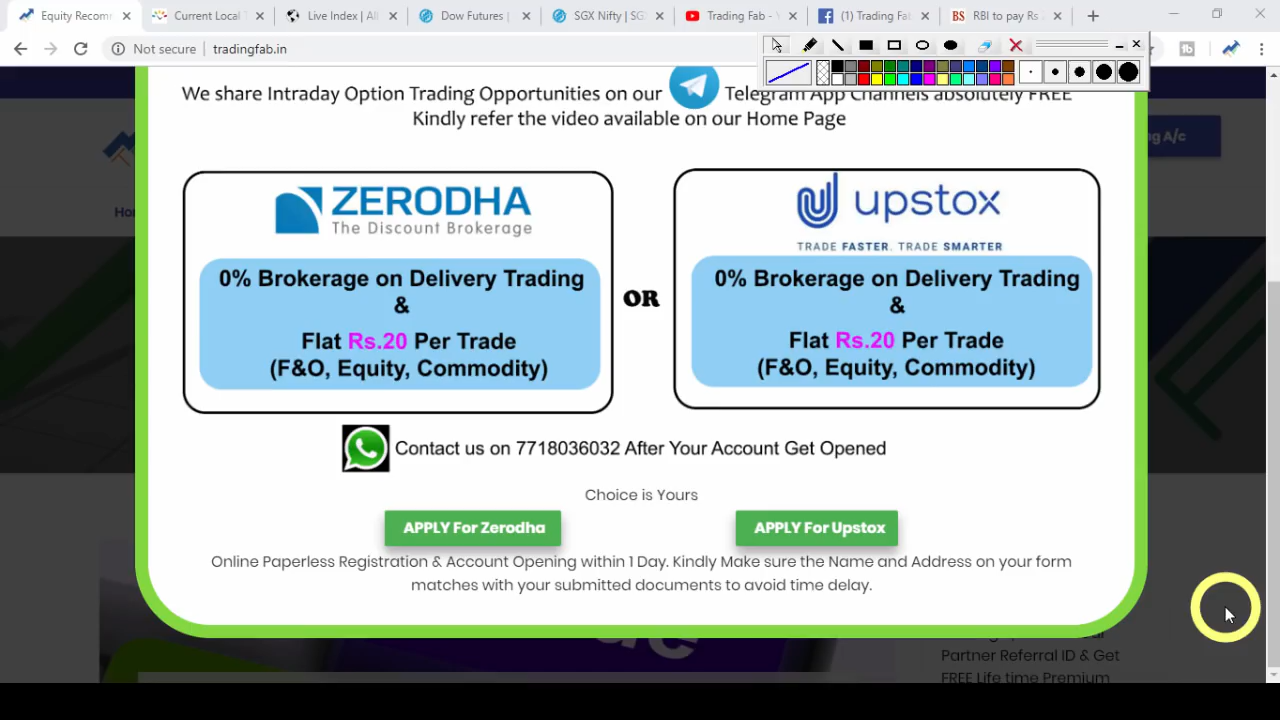 Equity Recom
Current Local T
Live Index | Al
Dow Futures |
SGX Nifty | SG
Trading Fab - Y
(1) Trading Fab
BS RBI to pay Rs
Not secure | tradingfab.in
We share Intraday Option Trading Opportunities on our Telegram App Channels absolutely FREE
Kindly refer the video available on our Home Page
ng A/c
Hom
ZERODHA
The Discount Brokerage
0% Brokerage on Delivery Trading
&
Flat Rs.20 Per Trade
(F&O, Equity, Commodity)
OR
upstox
TRADE FASTER. TRADE SMARTER
0% Brokerage on Delivery Trading
&
Flat Rs.20 Per Trade
(F&O, Equity, Commodity)
Contact us on 7718036032 After Your Account Get Opened
Choice is Yours
APPLY For Zerodha
APPLY For Upstox
Online Paperless Registration & Account Opening within 1 Day. Kindly Make sure the Name and Address on your form
matches with your submitted documents to avoid time delay.
Partner Referral ID & Get
FREE Life time Premium